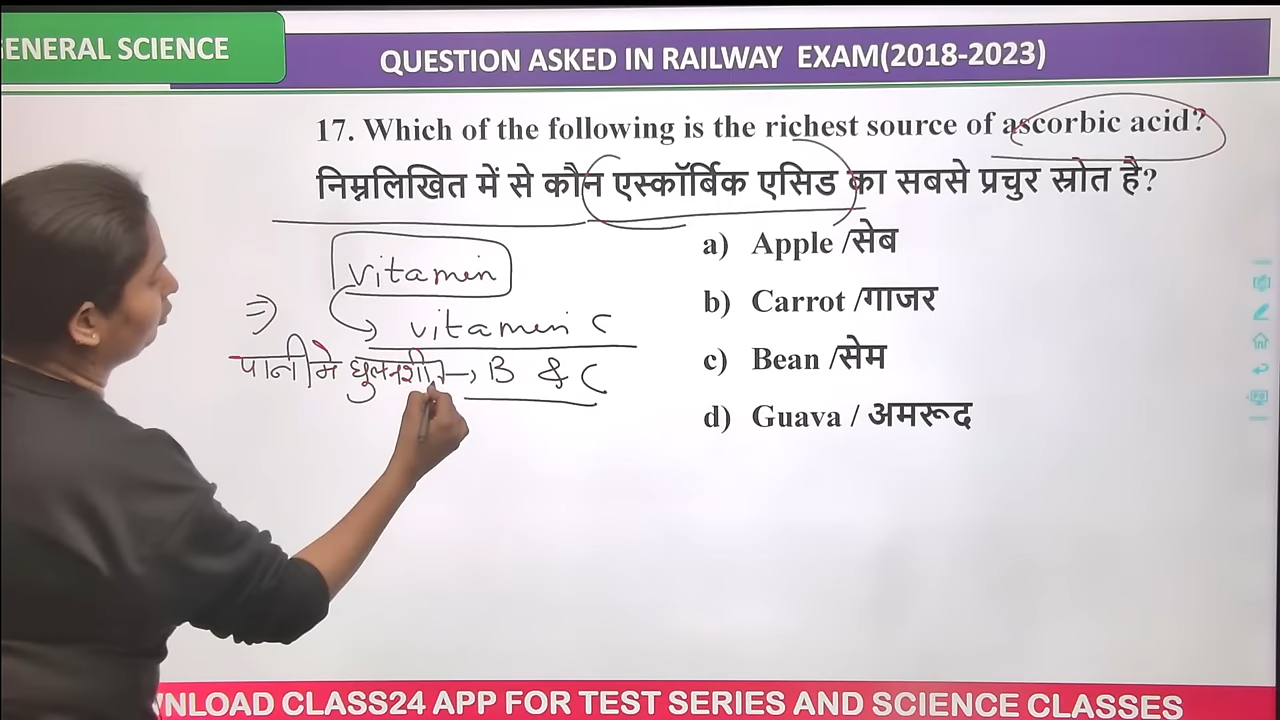 ENERAL SCIENCE
QUESTION ASKED IN RAILWAY EXAM(2018-2023)
17. Which of the following is the richest source of ascorbic acid?
निम्नलिखित में से कौन एस्कॉर्बिक एसिड का सबसे प्रचुर स्रोत है?
a) Apple /सेब
b) Carrot /गाजर
c) Bean /सेम
d) Guava / अमरूद
vitamin
⇒
→ vitamin C
पानी मे घुलनशील → B & C
WNLOAD CLASS24 APP FOR TEST SERIES AND SCIENCE CLASSES